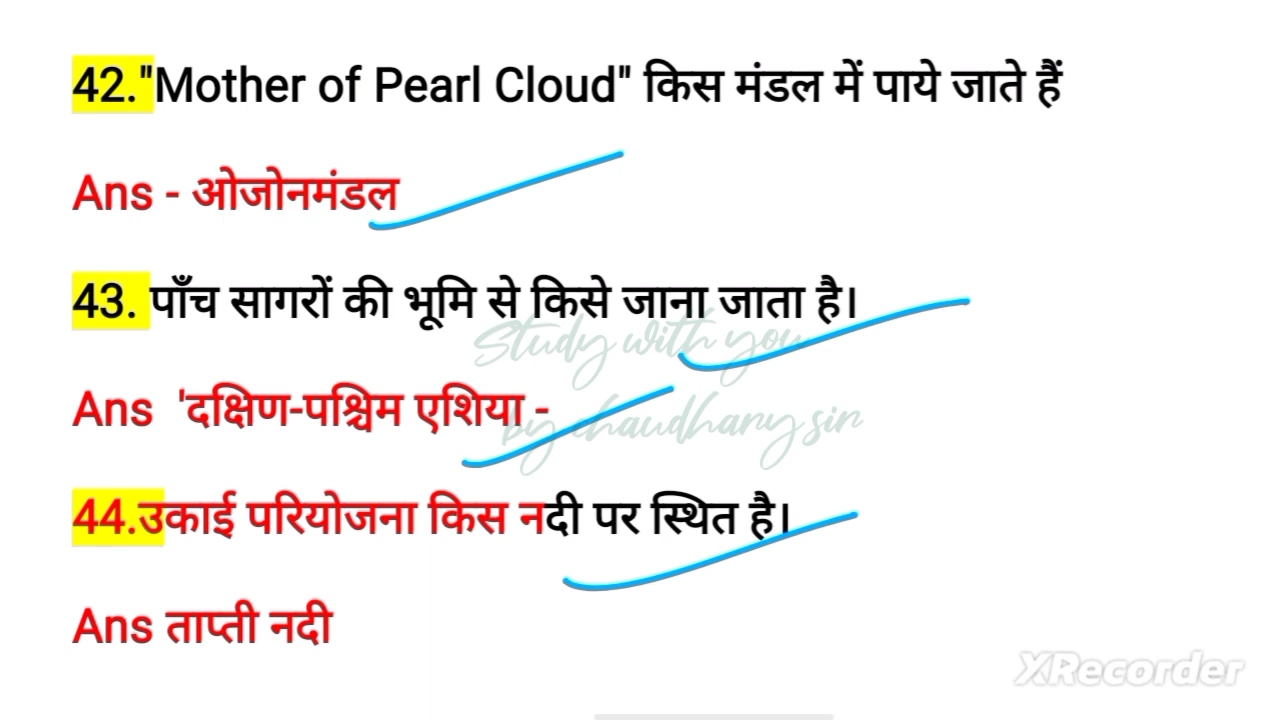 42."Mother of Pearl Cloud" किस मंडल में पाये जाते हैं
Ans - ओजोनमंडल
43. पाँच सागरों की भूमि से किसे जाना जाता है।
Study with you
Ans 'दक्षिण-पश्चिम एशिया -
by chaudhary sir
44.उकाई परियोजना किस नदी पर स्थित है।
Ans ताप्ती नदी
XRecorder